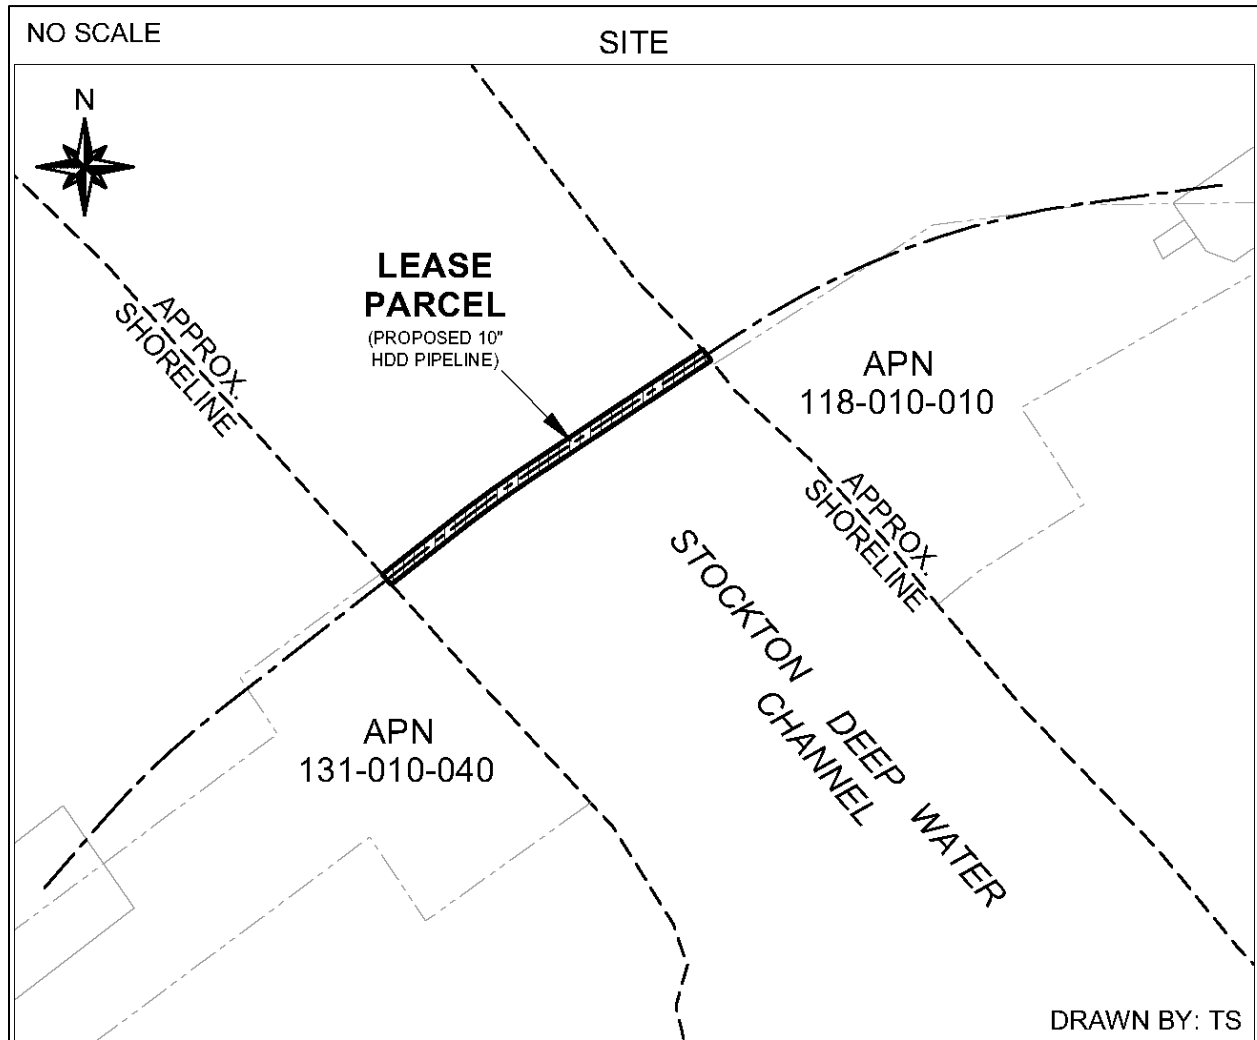 NO SCALE
SITE
N
LEASE
PARCEL
(PROPOSED 10"
HDD PIPELINE)
APPROX.
SHORELINE
APN
118-010-010
APPROX.
SHORELINE
STOCKTON DEEP WATER
CHANNEL
APN
131-010-040
DRAWN BY: TS